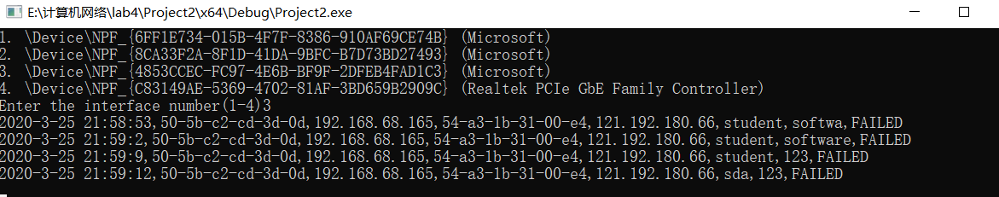 E:\计算机网络\lab4\Project2\x64\Debug\Project2.exe
1. \Device\NPF_{6FF1E734-015B-4F7F-8386-910AF69CE74B} (Microsoft)
2. \Device\NPF_{8CA33F2A-8F1D-41DA-9BFC-B7D73BD27493} (Microsoft)
3. \Device\NPF_{4853CCEC-FC97-4E6B-BF9F-2DFEB4FAD1C3} (Microsoft)
4. \Device\NPF_{C83149AE-5369-4702-81AF-3BD659B2909C} (Realtek PCIe GbE Family Controller)
Enter the interface number(1-4)3
2020-3-25 21:58:53,50-5b-c2-cd-3d-0d,192.168.68.165,54-a3-1b-31-00-e4,121.192.180.66,student,softwa,FAILED
2020-3-25 21:59:2,50-5b-c2-cd-3d-0d,192.168.68.165,54-a3-1b-31-00-e4,121.192.180.66,student,software,FAILED
2020-3-25 21:59:9,50-5b-c2-cd-3d-0d,192.168.68.165,54-a3-1b-31-00-e4,121.192.180.66,student,123,FAILED
2020-3-25 21:59:12,50-5b-c2-cd-3d-0d,192.168.68.165,54-a3-1b-31-00-e4,121.192.180.66,sda,123,FAILED